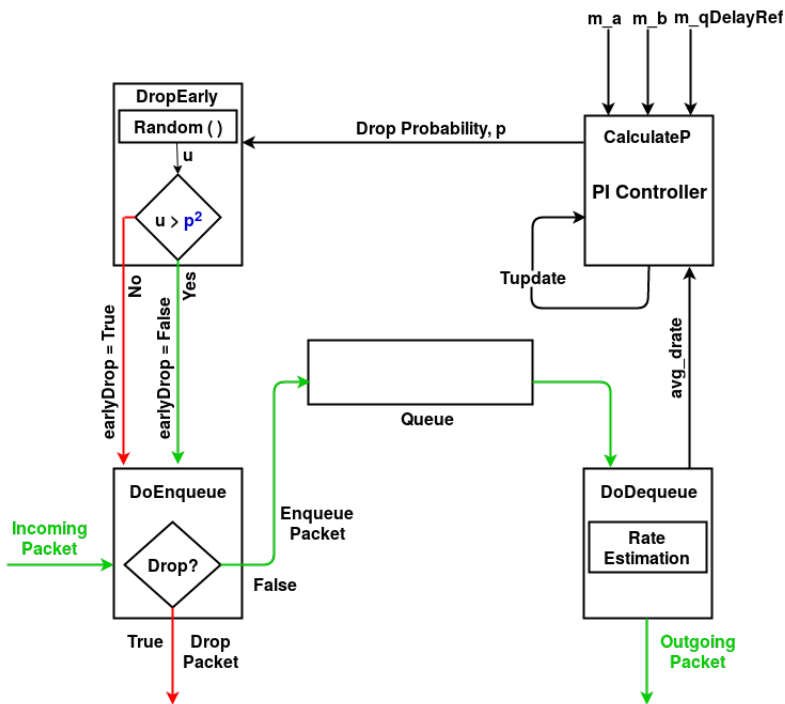 m_a
m_b
m_qDelayRef
DropEarly
Random ( )
u
u > p²
No
Yes
earlyDrop = True
earlyDrop = False
Drop Probability, p
CalculateP
PI Controller
Tupdate
avg_drate
Queue
DoEnqueue
Incoming
Packet
Drop?
Enqueue
Packet
False
True
Drop
Packet
DoDequeue
Rate
Estimation
Outgoing
Packet